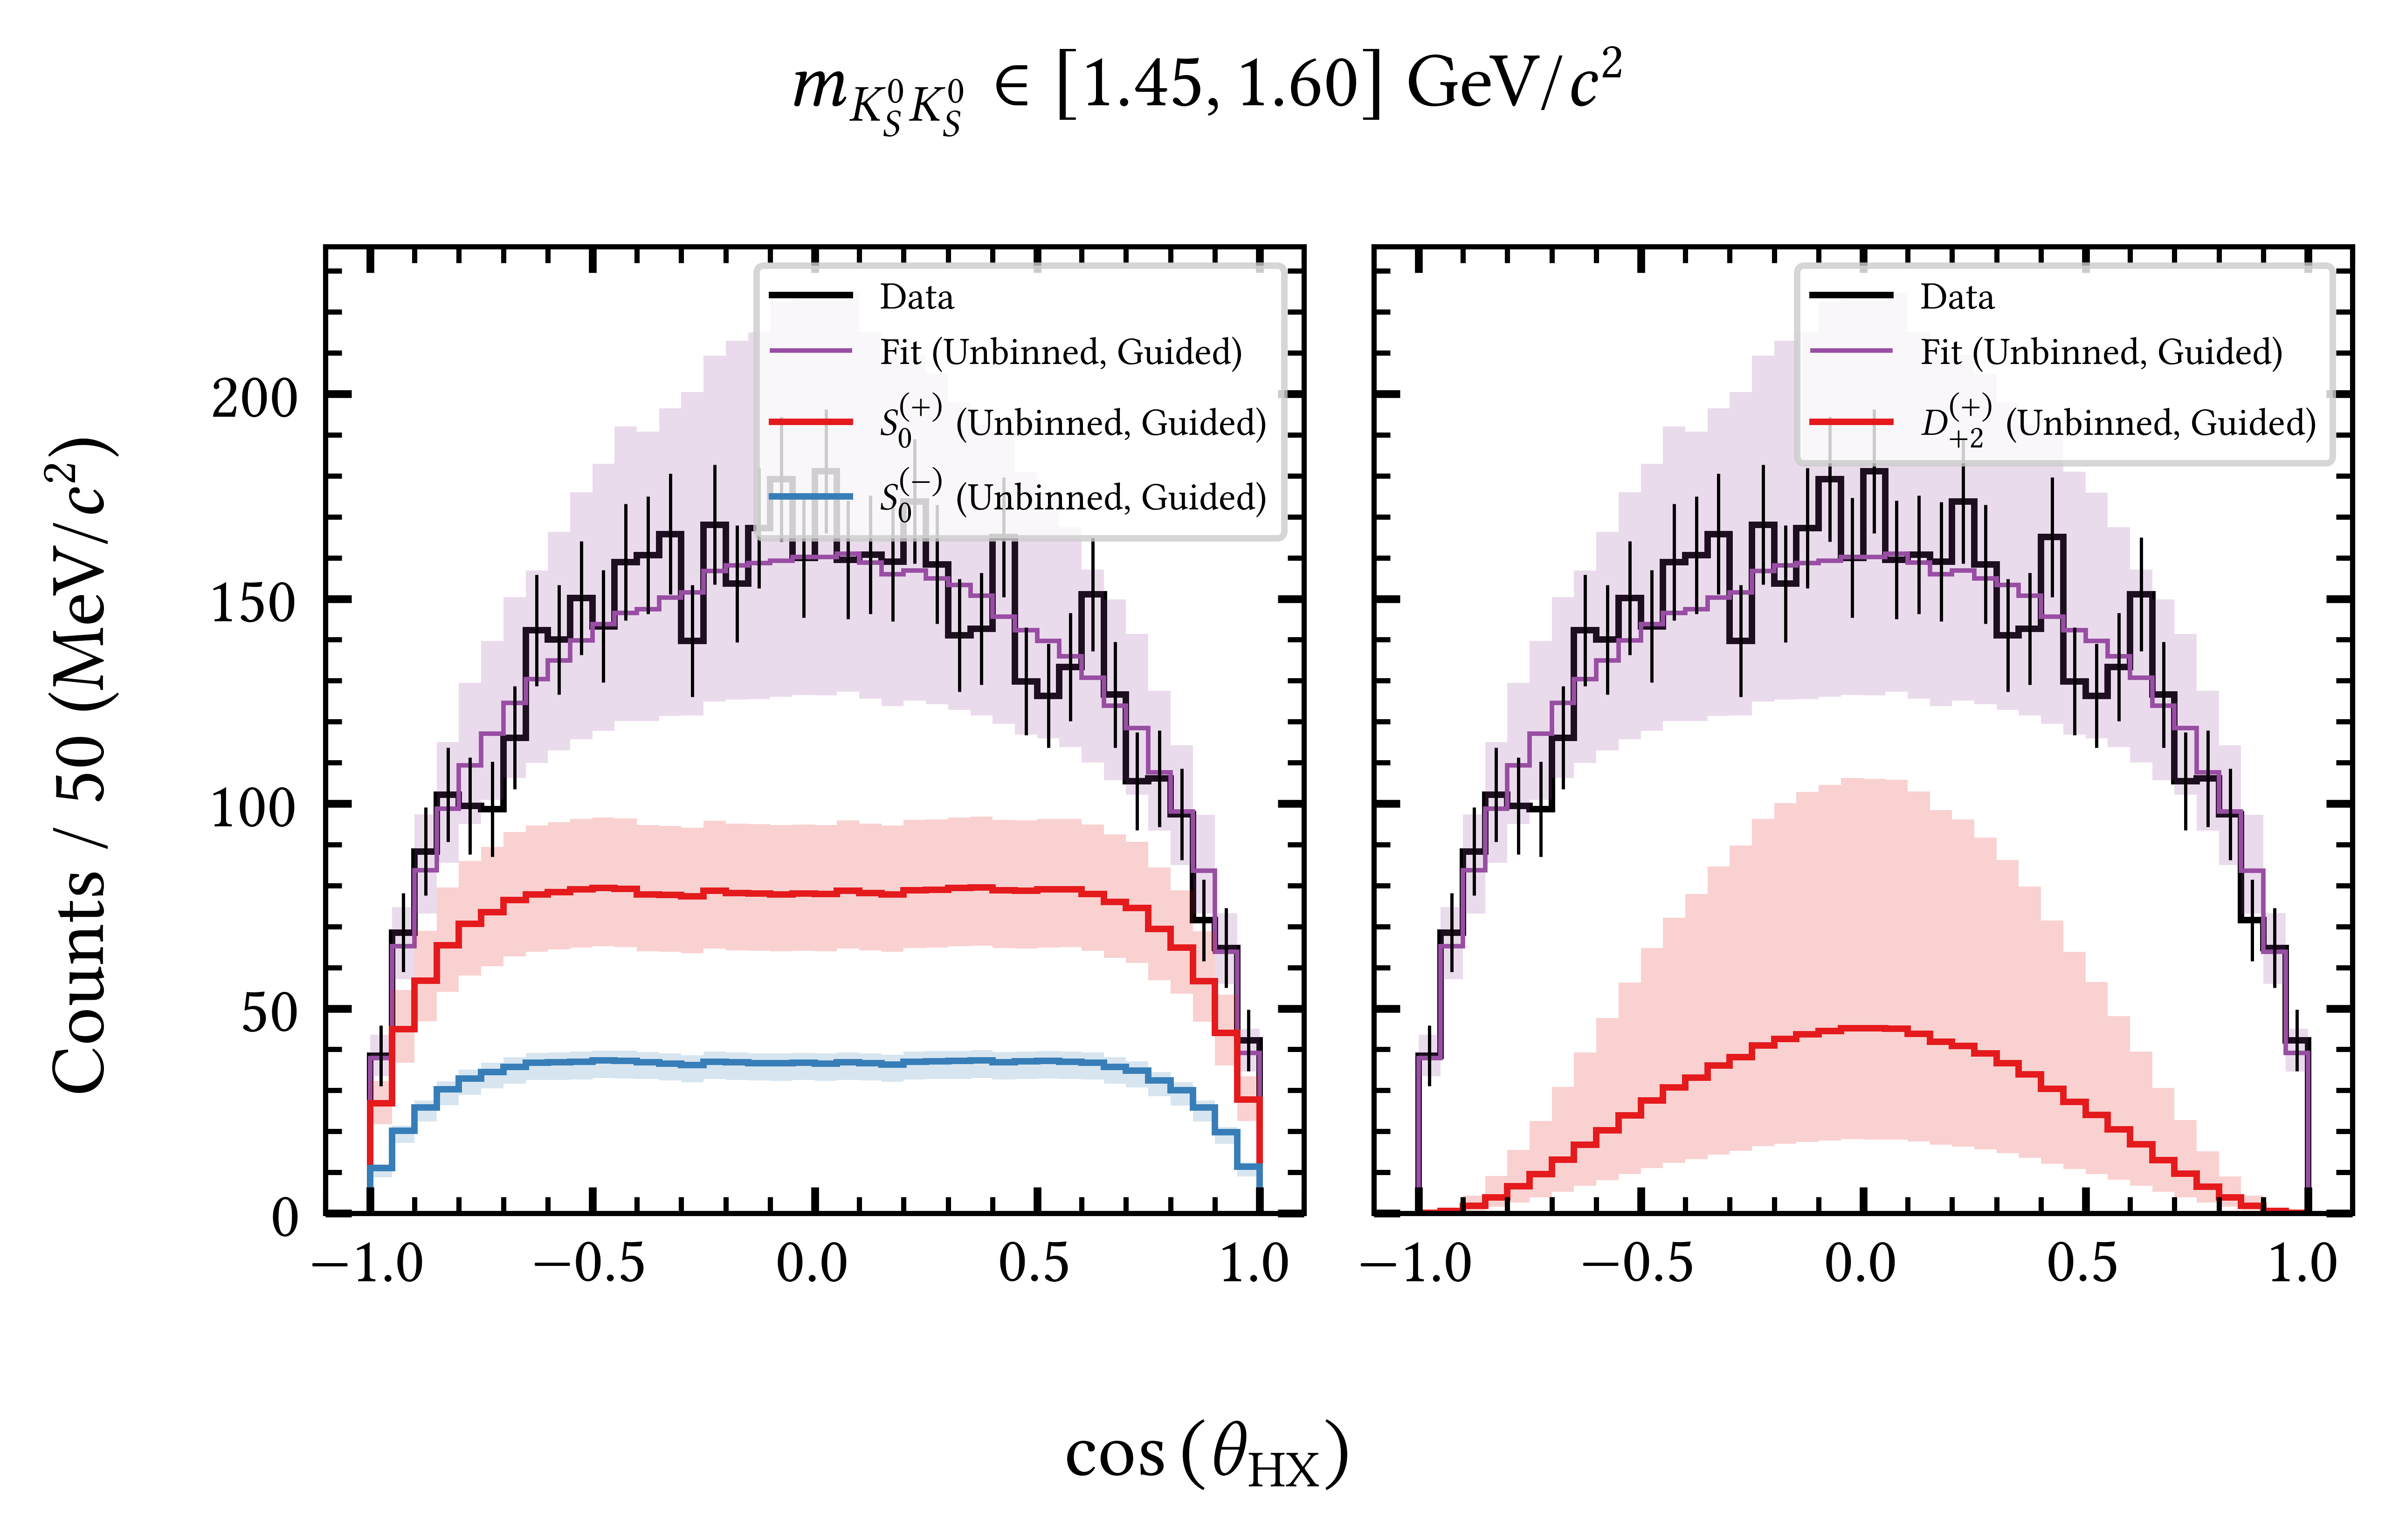 m_{K_S^0 K_S^0} ∈ [1.45, 1.60] GeV/c²
Counts / 50 (MeV/c²)
200
150
100
50
0
Data
Fit (Unbinned, Guided)
S_0^{(+)} (Unbinned, Guided)
S_0^{(−)} (Unbinned, Guided)
−1.0 −0.5 0.0 0.5 1.0
Data
Fit (Unbinned, Guided)
D_{+2}^{(+)} (Unbinned, Guided)
−1.0 −0.5 0.0 0.5 1.0
cos (θ_{HX})